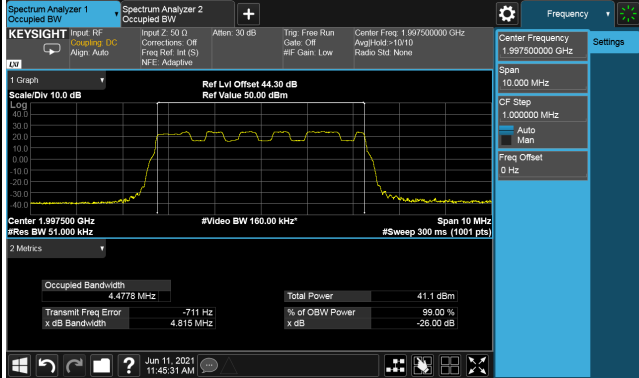 Spectrum Analyzer 1
Occupied BW
Spectrum Analyzer 2
Occupied BW
+
Frequency
KEYSIGHT
Input: RF
Coupling: DC
Align: Auto
Input Z: 50 Ω
Corrections: Off
Freq Ref: Int (S)
NFE: Adaptive
Atten: 30 dB
Trig: Free Run
Gate: Off
#IF Gain: Low
Center Freq: 1.997500000 GHz
Avg|Hold:>10/10
Radio Std: None
LXI
Center Frequency
1.997500000 GHz
Settings
Span
10.000 MHz
CF Step
1.000000 MHz
Auto
Man
Freq Offset
0 Hz
1 Graph
Scale/Div 10.0 dB
Ref Lvl Offset 44.30 dB
Ref Value 50.00 dBm
Log
40.0
30.0
20.0
10.0
0.00
-10.0
-20.0
-30.0
-40.0
Center 1.997500 GHz
#Video BW 160.00 kHz*
Span 10 MHz
#Res BW 51.000 kHz
#Sweep 300 ms (1001 pts)
2 Metrics
Occupied Bandwidth
4.4778 MHz
Total Power 41.1 dBm
Transmit Freq Error -711 Hz
% of OBW Power 99.00 %
x dB Bandwidth 4.815 MHz
x dB -26.00 dB
?
Jun 11, 2021
11:45:31 AM